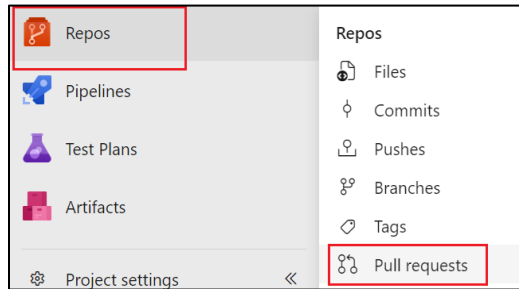 Repos
Pipelines
Test Plans
Artifacts
Project settings
Repos
Files
Commits
Pushes
Branches
Tags
Pull requests